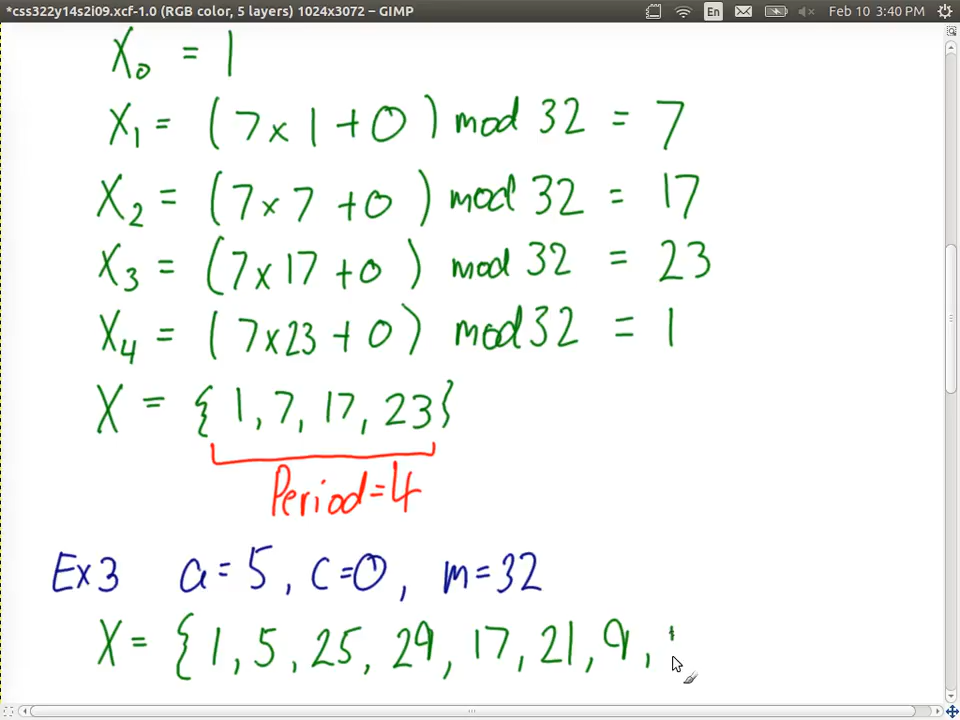 *css322y14s2i09.xcf-1.0 (RGB color, 5 layers) 1024x3072 – GIMP En Feb 10 3:40 PM
X₀ = 1
X₁ = (7×1+0) mod 32 = 7
X₂ = (7×7+0) mod 32 = 17
X₃ = (7×17+0) mod 32 = 23
X₄ = (7×23+0) mod 32 = 1
X = {1, 7, 17, 23}
Period=4
Ex3 a=5, c=0, m=32
X = {1, 5, 25, 29, 17, 21, 9,